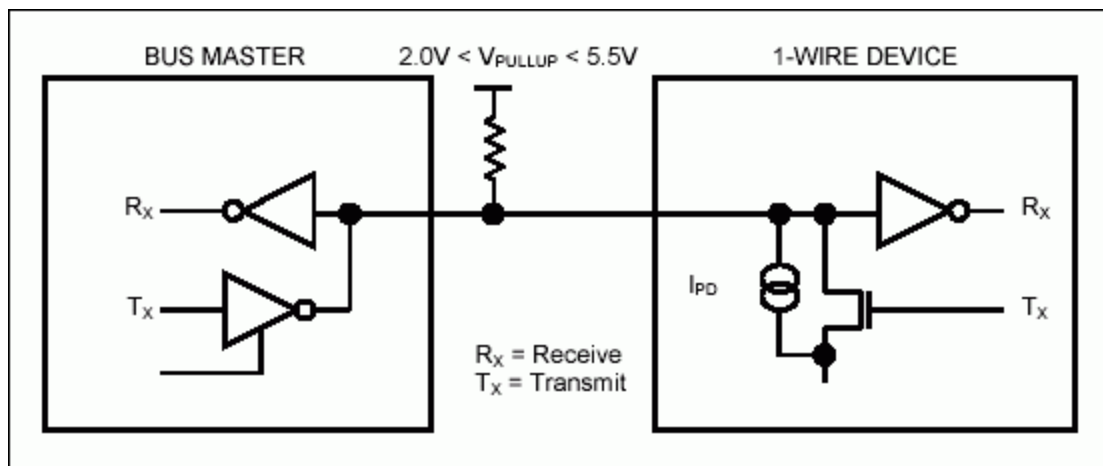 BUS MASTER
2.0V < VPULLUP < 5.5V
1-WIRE DEVICE
RX
RX
TX
IPD
TX
RX = Receive
TX = Transmit